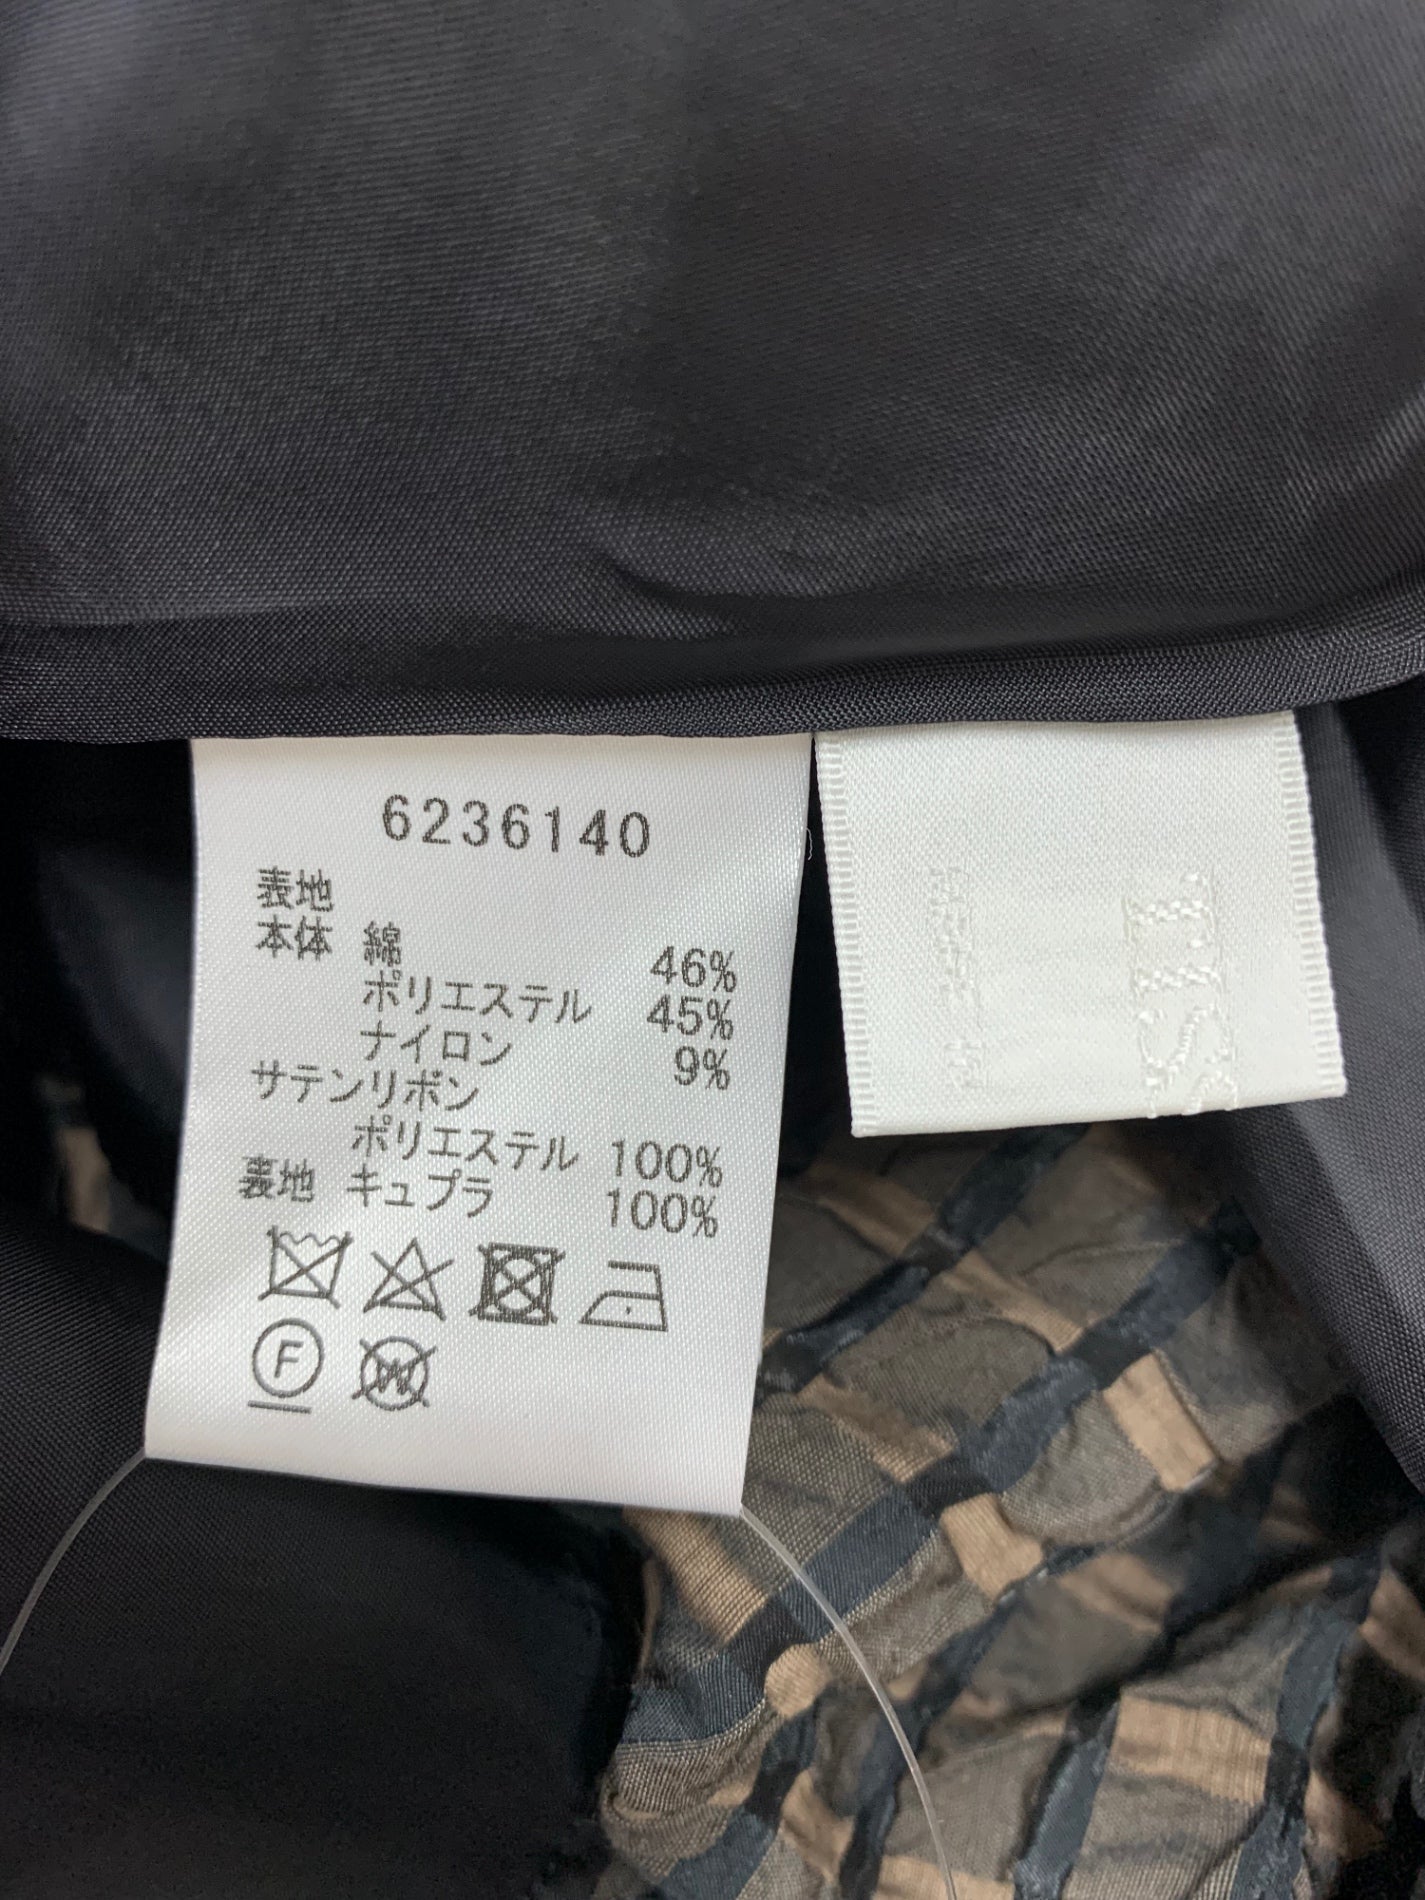 6236140
表地
本体 綿 46%
ポリエステル 45%
ナイロン 9%
サテンリボン
ポリエステル 100%
表地 キュプラ 100%
F
W